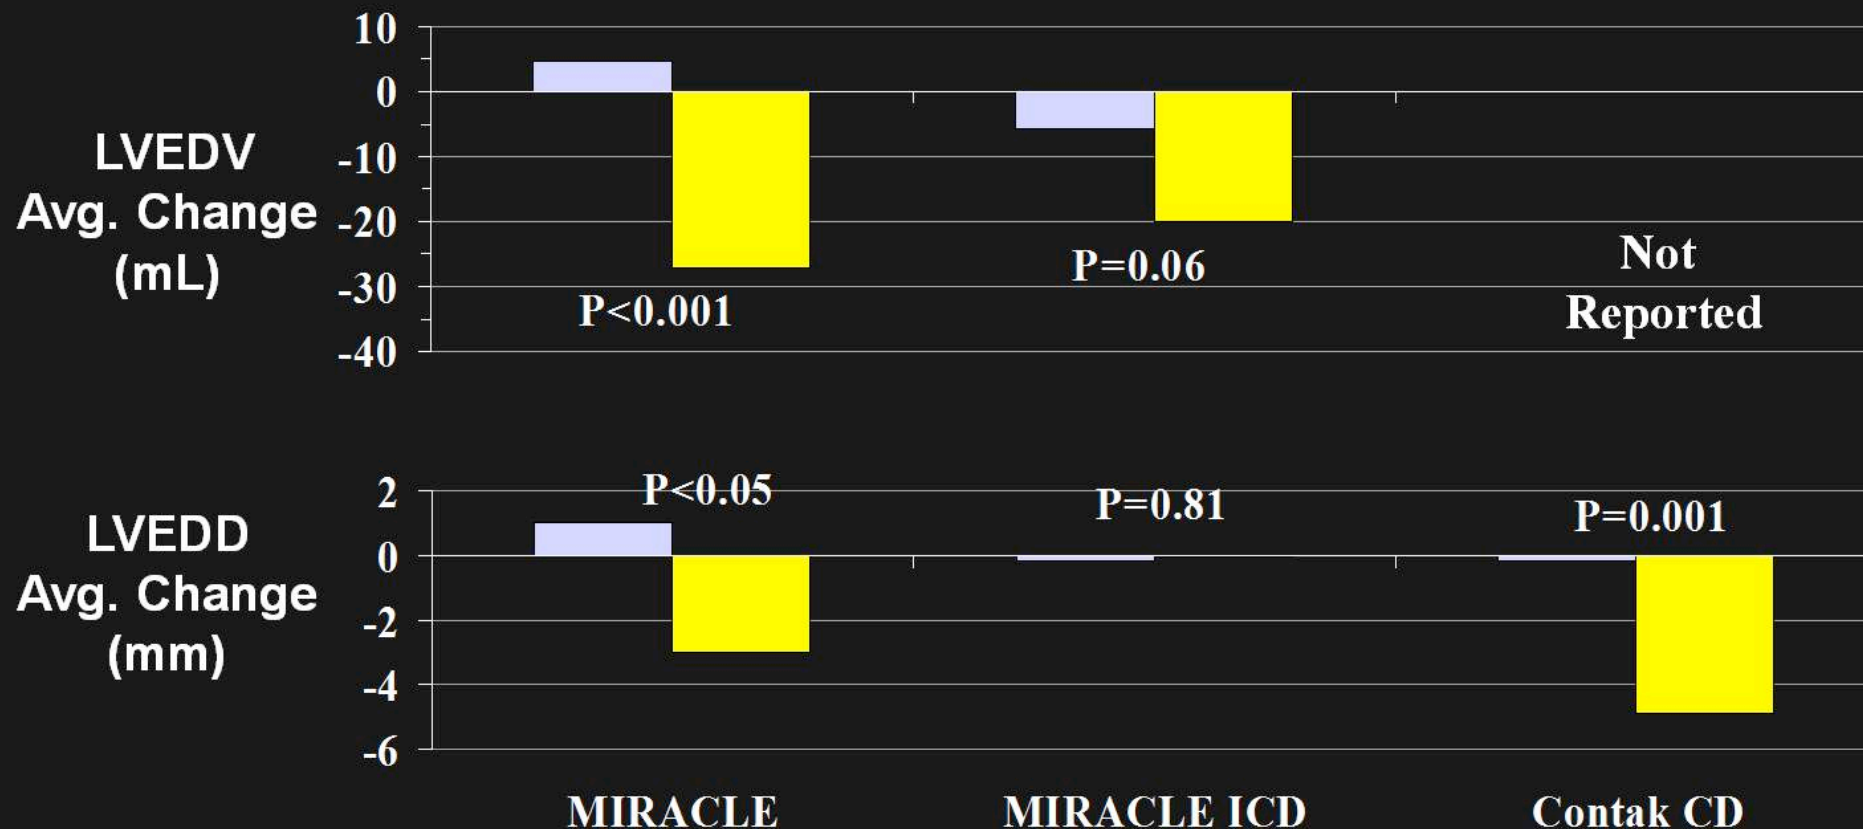 LVEDV
Avg. Change
(mL)
10
0
-10
-20
-30
-40
P<0.001
P=0.06
Not
Reported
LVEDD
Avg. Change
(mm)
2
0
-2
-4
-6
P<0.05
P=0.81
P=0.001
MIRACLE
MIRACLE ICD
Contak CD